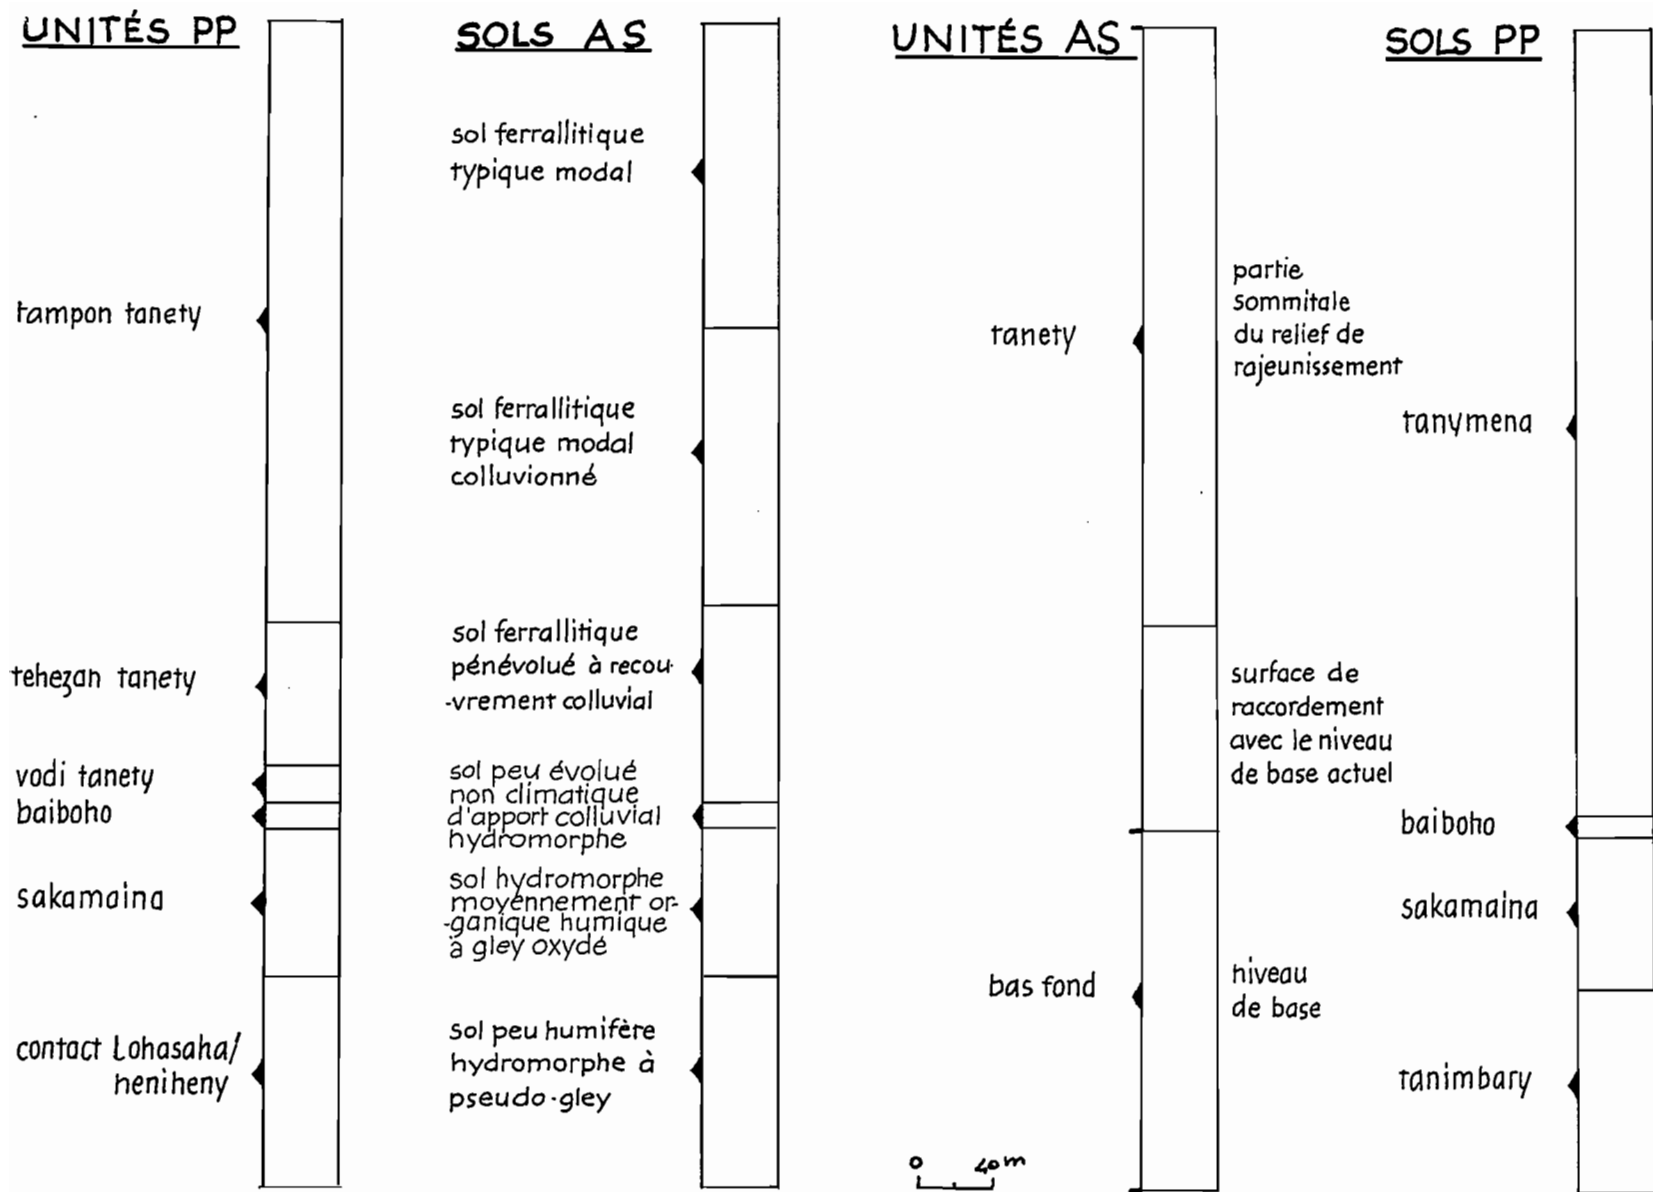 UNITÉS PP
tampon tanety
tehezan tanety
vodi tanety
baiboho
sakamaina
contact Lohasaha/
heniheny
SOLS AS
sol ferrallitique
typique modal
sol ferrallitique
typique modal
colluvionné
sol ferrallitique
pénévolué à recou-
-vrement colluvial
sol peu évolué
non climatique
d'apport colluvial
hydromorphe
sol hydromorphe
moyennement or-
-ganique humique
à gley oxydé
sol peu humifère
hydromorphe à
pseudo-gley
UNITÉS AS
tanety
bas fond
partie
sommitale
du relief de
rajeunissement
surface de
raccordement
avec le niveau
de base actuel
niveau
de base
0 40m
SOLS PP
tanymena
baiboho
sakamaina
tanimbary